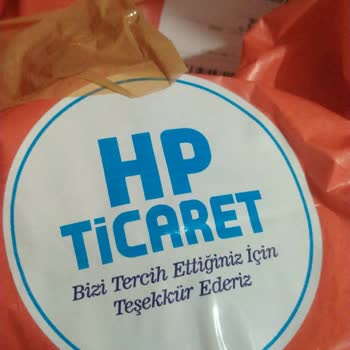 HP
TiCARET
Bizi Tercih Ettiğiniz İçin
Teşekkür Ederiz